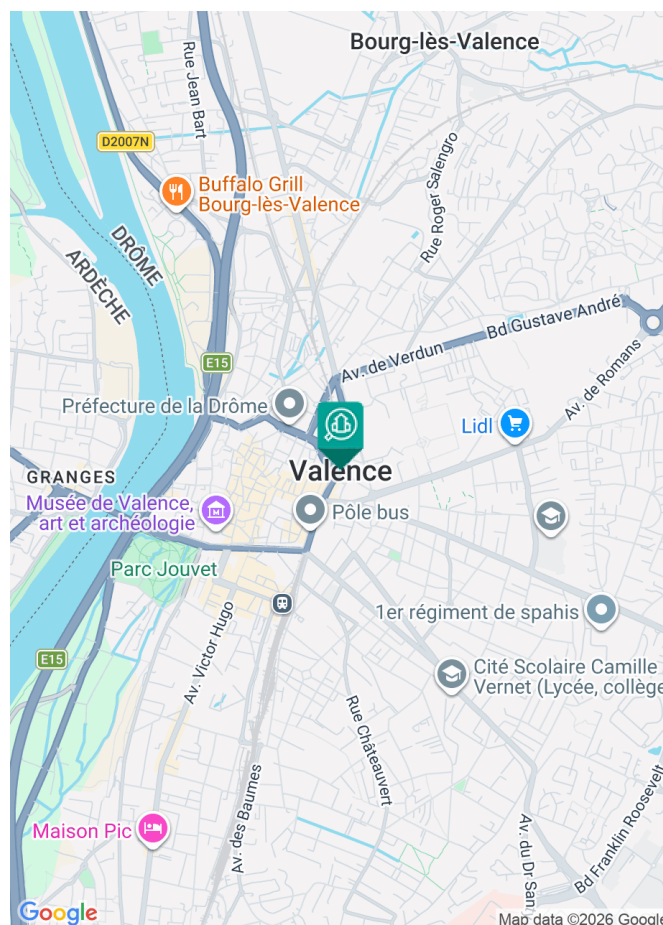 Bourg-lès-Valence
Rue Jean Bart
D2007N
Buffalo Grill
Bourg-lès-Valence
Rue Roger Salengro
DRÔME
ARDÈCHE
Bd Gustave André
E15
Av. de Verdun
Av. de Romans
Préfecture de la Drôme
Lidl
Valence
GRANGES
Musée de Valence,
art et archéologie
Pôle bus
Parc Jouvet
1er régiment de spahis
E15
Av. Victor Hugo
Cité Scolaire Camille
Vernet (Lycée, collège
Rue Châteauvert
Av. des Baumes
Maison Pic
Av. du Dr San
Bd Franklin Roosevelt
Google
Map data ©2026 Google